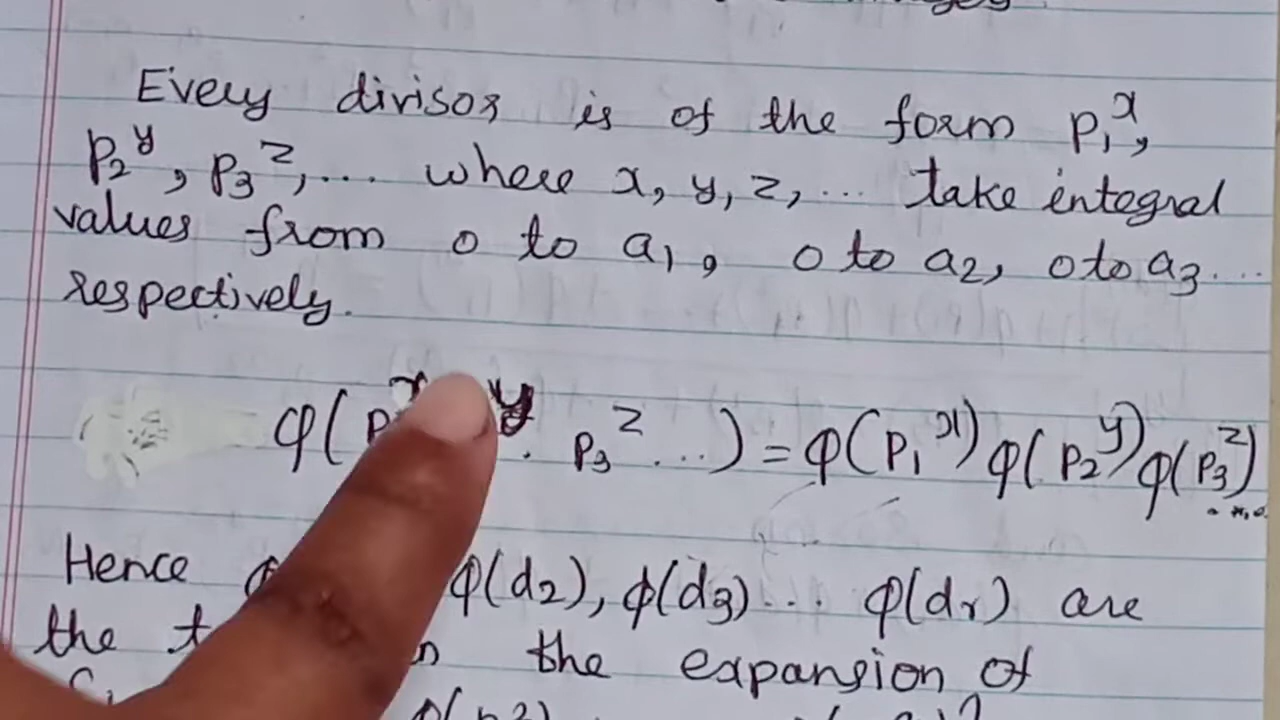 Every divisor is of the form p₁ˣ,
p₂ʸ, p₃ᶻ, ... where x, y, z, ... take integral
values from 0 to a₁, 0 to a₂, 0 to a₃ ...
respectively.
φ(p ʸ . p₃ᶻ ...) = φ(p₁ˣ) φ(p₂ʸ) φ(p₃ᶻ)
Hence φ(d₂), φ(d₃) ... φ(dᵣ) are
the the expansion of